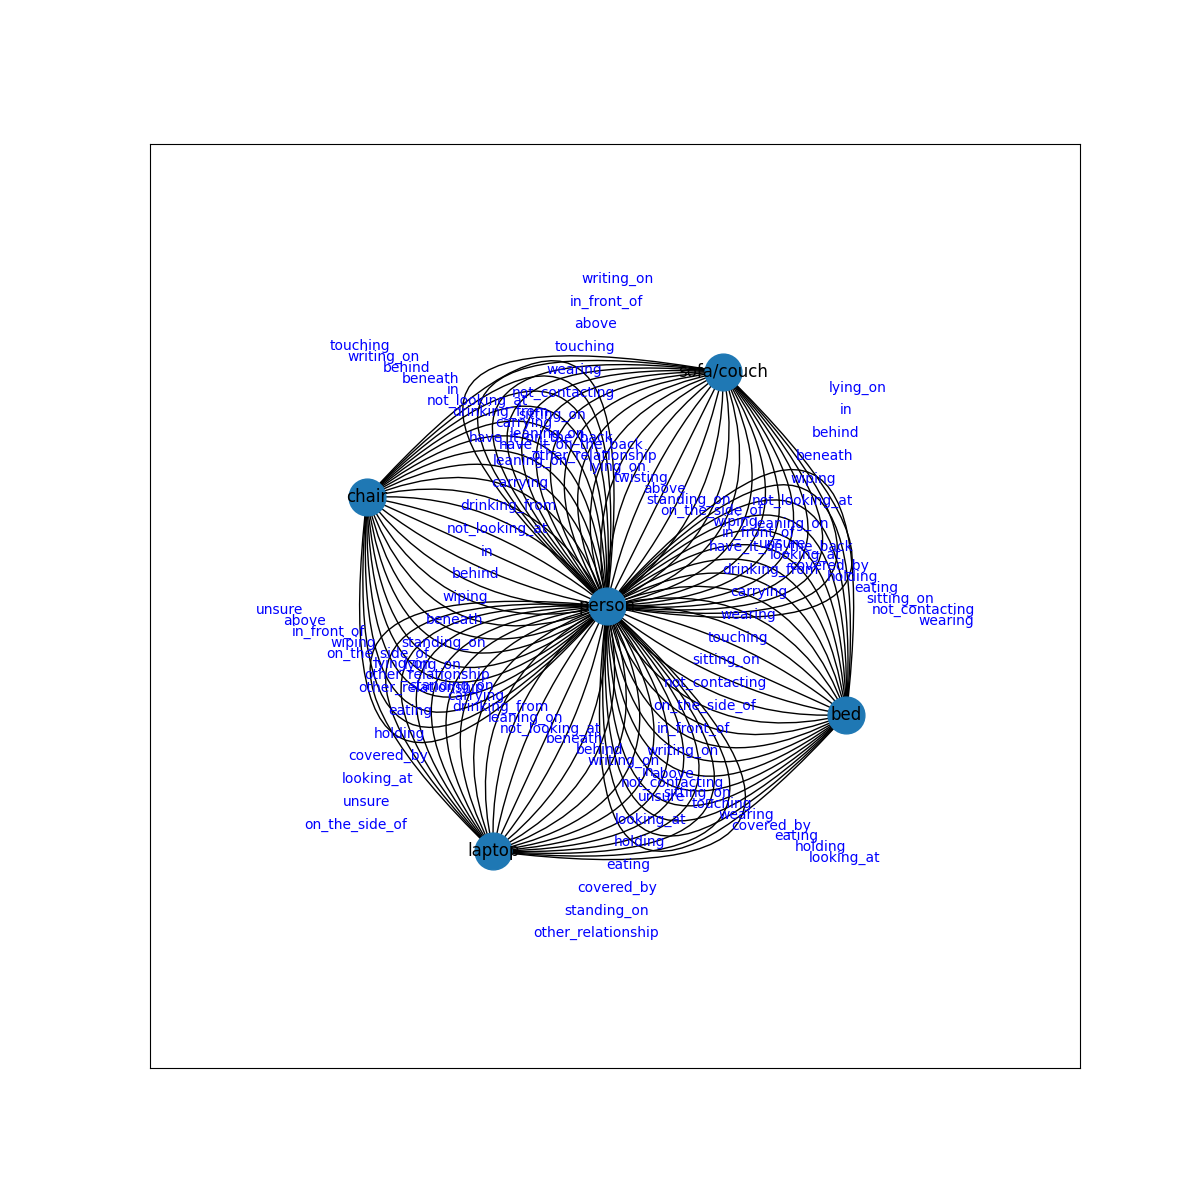 writing_on
in_front_of
above
touching
touching
writing_on
behind
wearing
sofa/couch
beneath
lying_on
in
not_contacting
not_looking_at
in
drinking_from
sitting_on
carrying
behind
leaning_on
have_it_on_the_back
have_it_on_the_back
other_relationship
beneath
leaning_on
lying_on
twisting
wiping
carrying
above
chair
standing_on
not_looking_at
drinking_from
on_the_side_of
wiping
leaning_on
not_looking_at
in_front_of
unsure
in
have_it_on_the_back
looking_at
covered_by
behind
drinking_from
holding
eating
carrying
wiping
sitting_on
person
unsure
not_contacting
above
beneath
wearing
wearing
in_front_of
touching
wiping
standing_on
on_the_side_of
sitting_on
lying_on
other_relationship
not_contacting
standing_on
other_relationship
carrying
on_the_side_of
drinking_from
eating
bed
leaning_on
not_looking_at
in_front_of
holding
beneath
behind
writing_on
covered_by
writing_on
in
above
looking_at
not_contacting
sitting_on
unsure
unsure
touching
wearing
on_the_side_of
looking_at
covered_by
eating
holding
holding
laptop
looking_at
eating
covered_by
standing_on
other_relationship